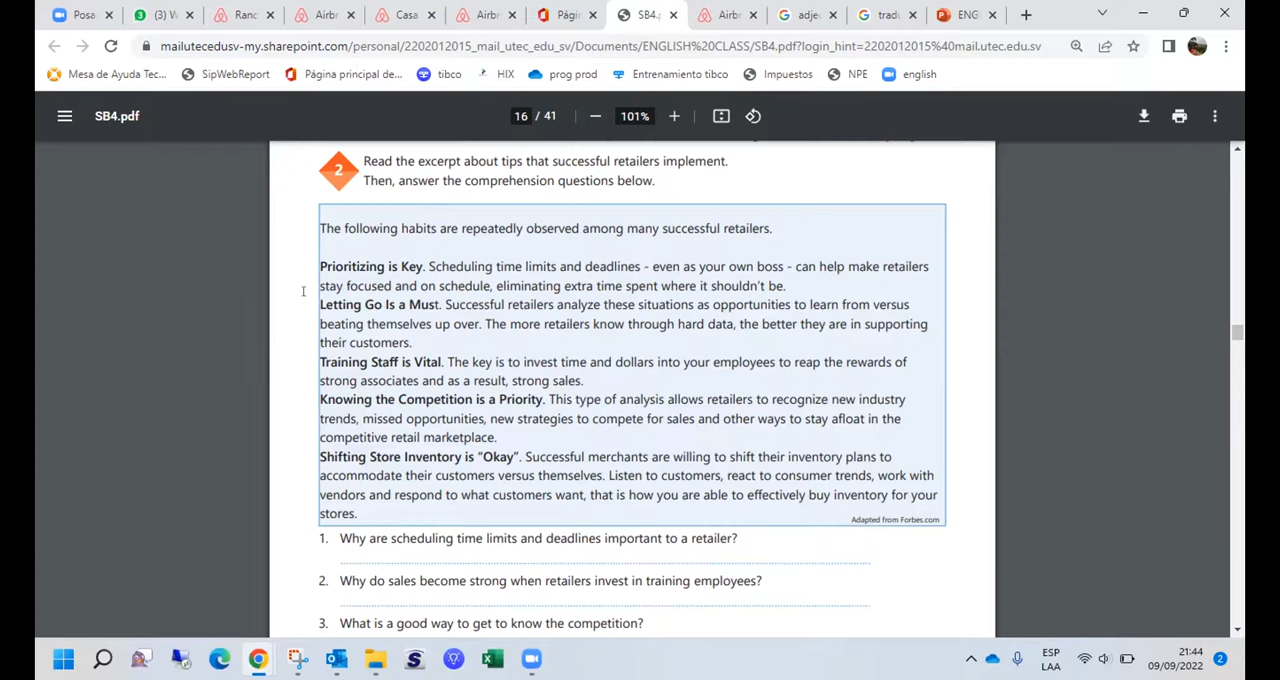 Posa
(3) W
Ranc
Airbr
Casa
Airbr
Págir
SB4.p
Airbr
adjec
tradu
ENG
mailutecedusv-my.sharepoint.com/personal/2202012015_mail_utec_edu_sv/Documents/ENGLISH%20CLASS/SB4.pdf?login_hint=2202012015%40mail.utec.edu.sv
Mesa de Ayuda Tec...
SipWebReport
Página principal de...
tibco
HIX
prog prod
Entrenamiento tibco
Impuestos
NPE
english
SB4.pdf
16 / 41
101%
2
Read the excerpt about tips that successful retailers implement.
Then, answer the comprehension questions below.
The following habits are repeatedly observed among many successful retailers.
Prioritizing is Key. Scheduling time limits and deadlines - even as your own boss - can help make retailers
stay focused and on schedule, eliminating extra time spent where it shouldn't be.
Letting Go Is a Must. Successful retailers analyze these situations as opportunities to learn from versus
beating themselves up over. The more retailers know through hard data, the better they are in supporting
their customers.
Training Staff is Vital. The key is to invest time and dollars into your employees to reap the rewards of
strong associates and as a result, strong sales.
Knowing the Competition is a Priority. This type of analysis allows retailers to recognize new industry
trends, missed opportunities, new strategies to compete for sales and other ways to stay afloat in the
competitive retail marketplace.
Shifting Store Inventory is “Okay”. Successful merchants are willing to shift their inventory plans to
accommodate their customers versus themselves. Listen to customers, react to consumer trends, work with
vendors and respond to what customers want, that is how you are able to effectively buy inventory for your
stores.
Adapted from Forbes.com
1. Why are scheduling time limits and deadlines important to a retailer?
2. Why do sales become strong when retailers invest in training employees?
3. What is a good way to get to know the competition?
ESP
LAA
21:44
09/09/2022
2